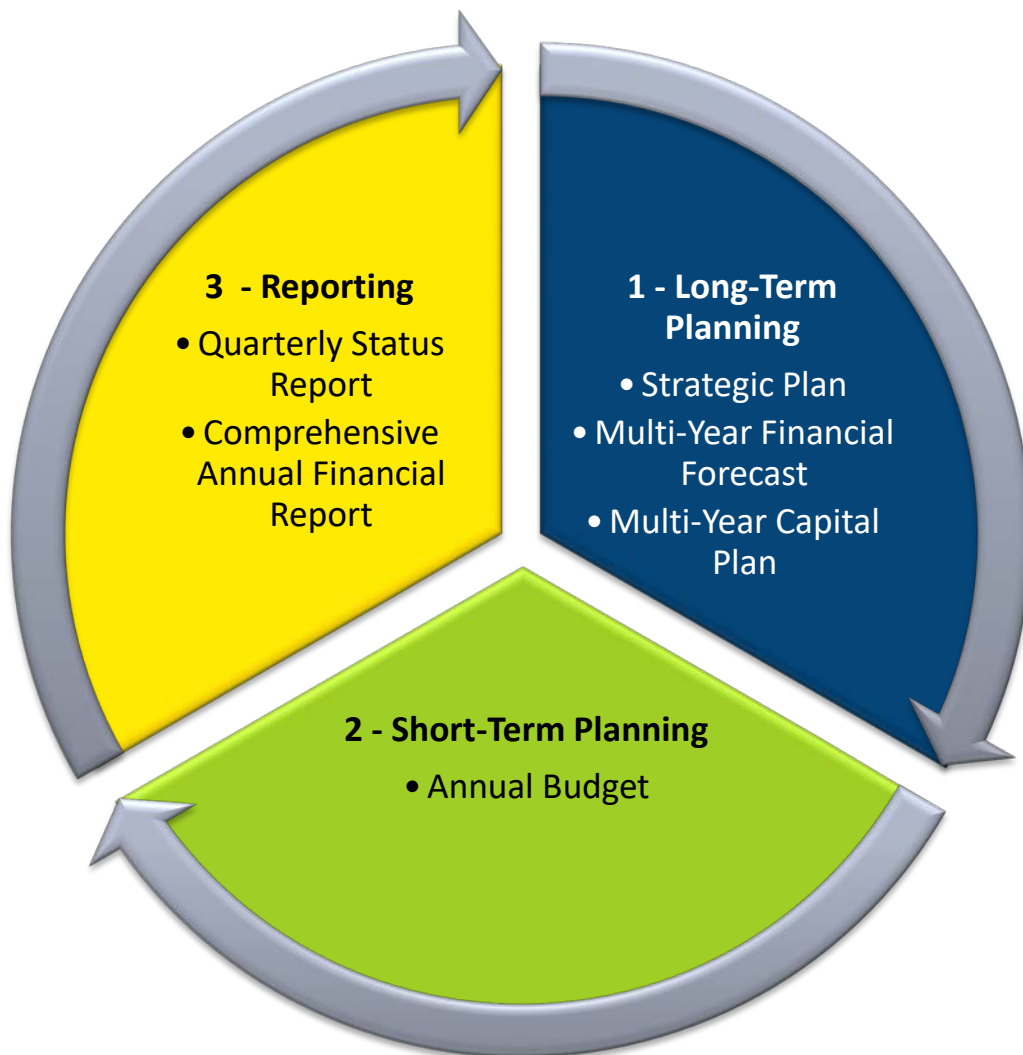 1 - Long-Term
Planning
• Strategic Plan
• Multi-Year Financial
Forecast
• Multi-Year Capital
Plan
2 - Short-Term Planning
• Annual Budget
3  - Reporting
• Quarterly Status
Report
• Comprehensive
Annual Financial
Report